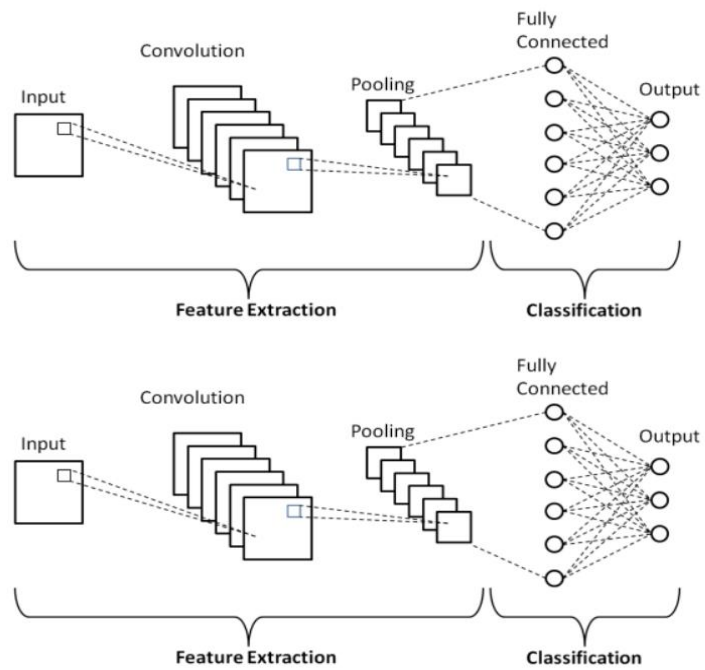 Fully
Connected
Convolution
Pooling
Output
Input
Feature Extraction
Classification
Fully
Connected
Convolution
Pooling
Output
Input
Feature Extraction
Classification